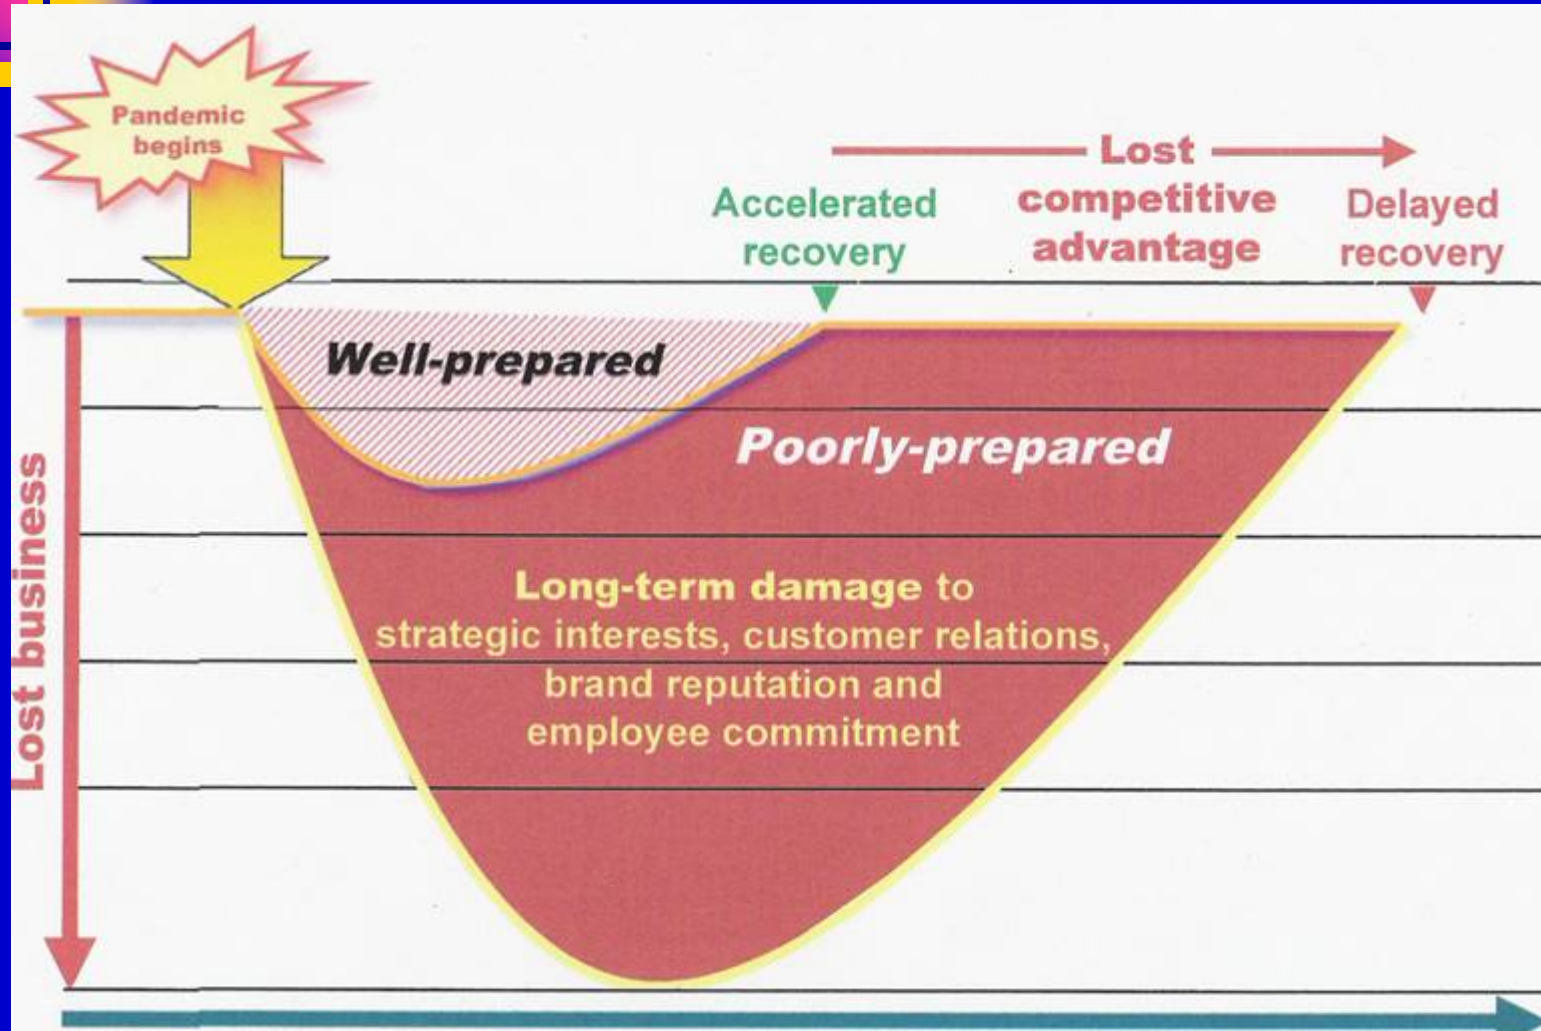 Pandemic
begins
Lost
competitive
advantage
Accelerated
recovery
Delayed
recovery
Well-prepared
Poorly-prepared
Long-term damage to
strategic interests, customer relations,
brand reputation and
employee commitment
Lost business